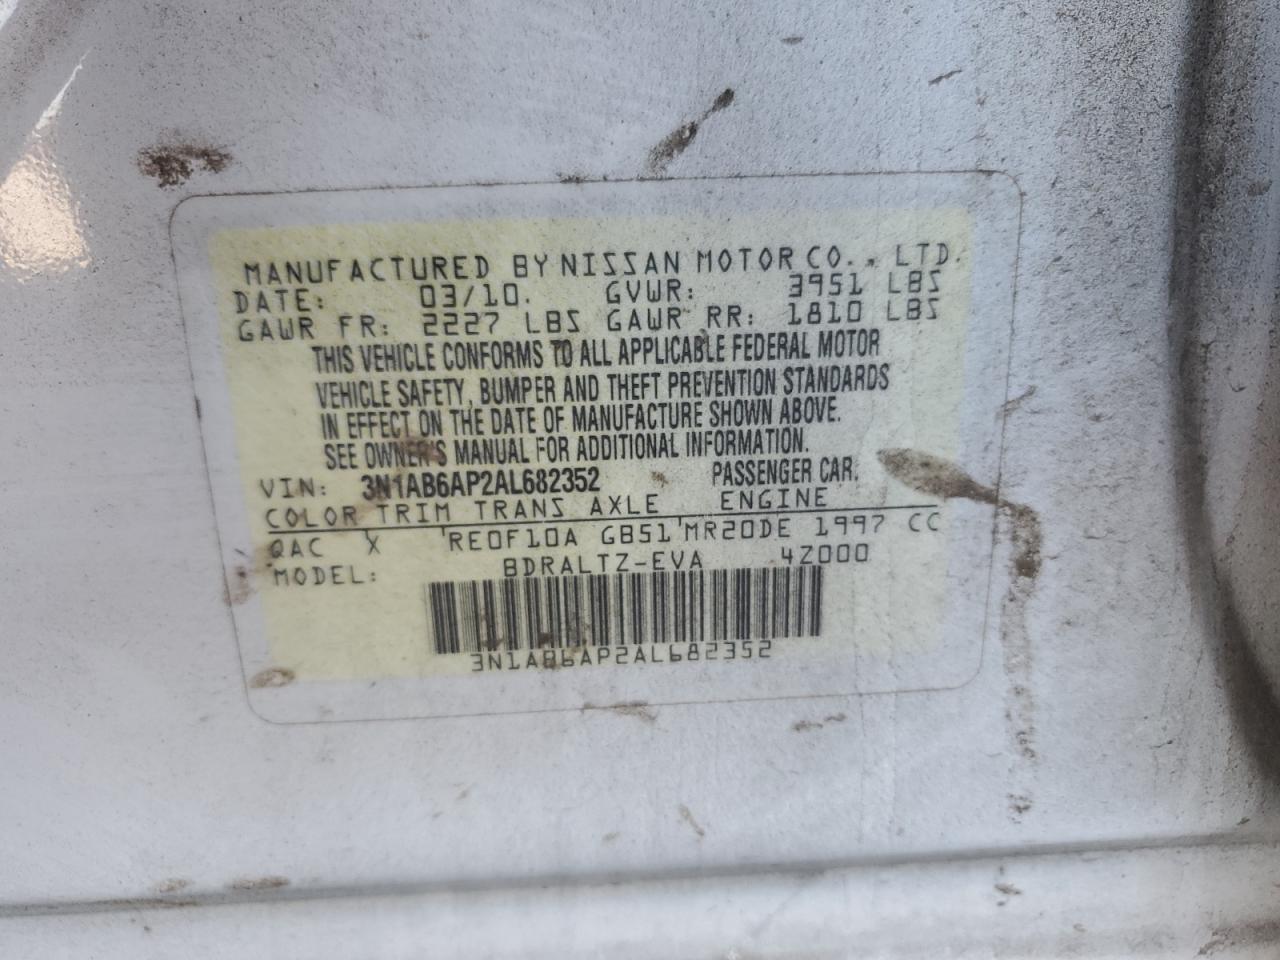 MANUFACTURED BY NISSAN MOTOR CO., LTD.
DATE: 03/10. GVWR: 3951 LBS
GAWR FR: 2227 LBS GAWR RR: 1810 LBS
THIS VEHICLE CONFORMS TO ALL APPLICABLE FEDERAL MOTOR
VEHICLE SAFETY, BUMPER AND THEFT PREVENTION STANDARDS
IN EFFECT ON THE DATE OF MANUFACTURE SHOWN ABOVE.
SEE OWNER'S MANUAL FOR ADDITIONAL INFORMATION.
VIN: 3N1AB6AP2AL682352 PASSENGER CAR.
COLOR TRIM TRANS AXLE ENGINE
QAC X RE0F10A GB51 MR20DE 1997 CC
MODEL: BDRALTZ-EVA 4Z000
3N1AB6AP2AL682352